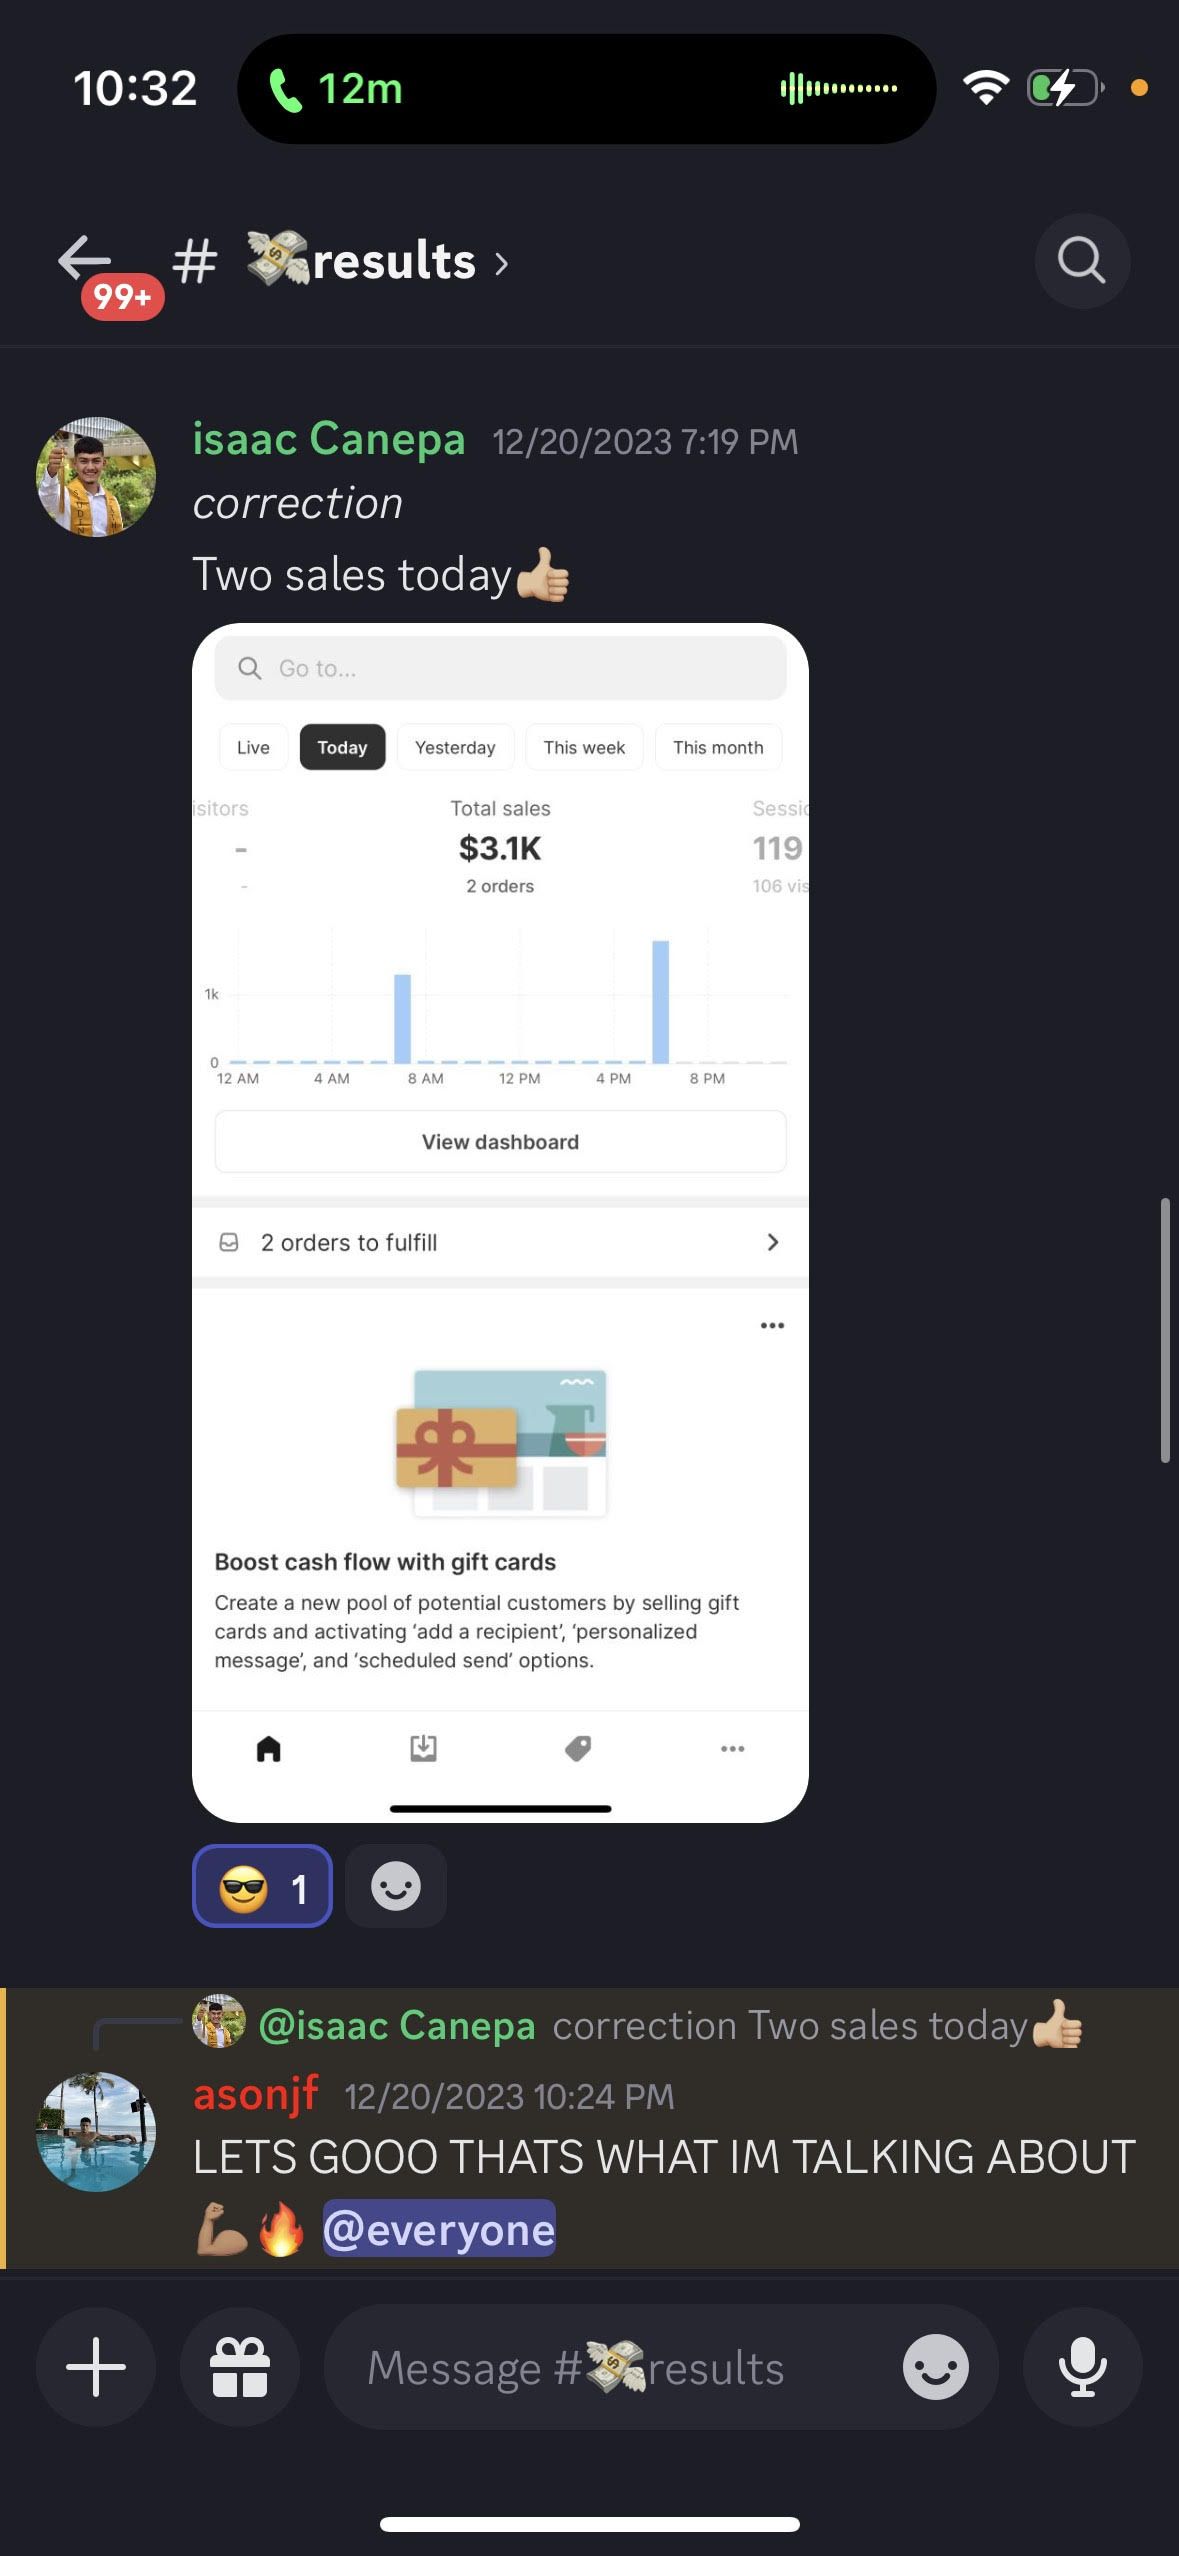 10:32
12m
99+
# 💸results ›
isaac Canepa 12/20/2023 7:19 PM
correction
Two sales today👍🏼
Go to...
Live Today Yesterday This week This month
isitors Total sales Sessio
- $3.1K 119
- 2 orders 106 vis
1k
0
12 AM 4 AM 8 AM 12 PM 4 PM 8 PM
View dashboard
2 orders to fulfill
Boost cash flow with gift cards
Create a new pool of potential customers by selling gift
cards and activating ‘add a recipient’, ‘personalized
message’, and ‘scheduled send’ options.
😎 1
@isaac Canepa correction Two sales today👍🏼
asonjf 12/20/2023 10:24 PM
LETS GOOO THATS WHAT IM TALKING ABOUT
💪🏽🔥 @everyone
Message #💸results